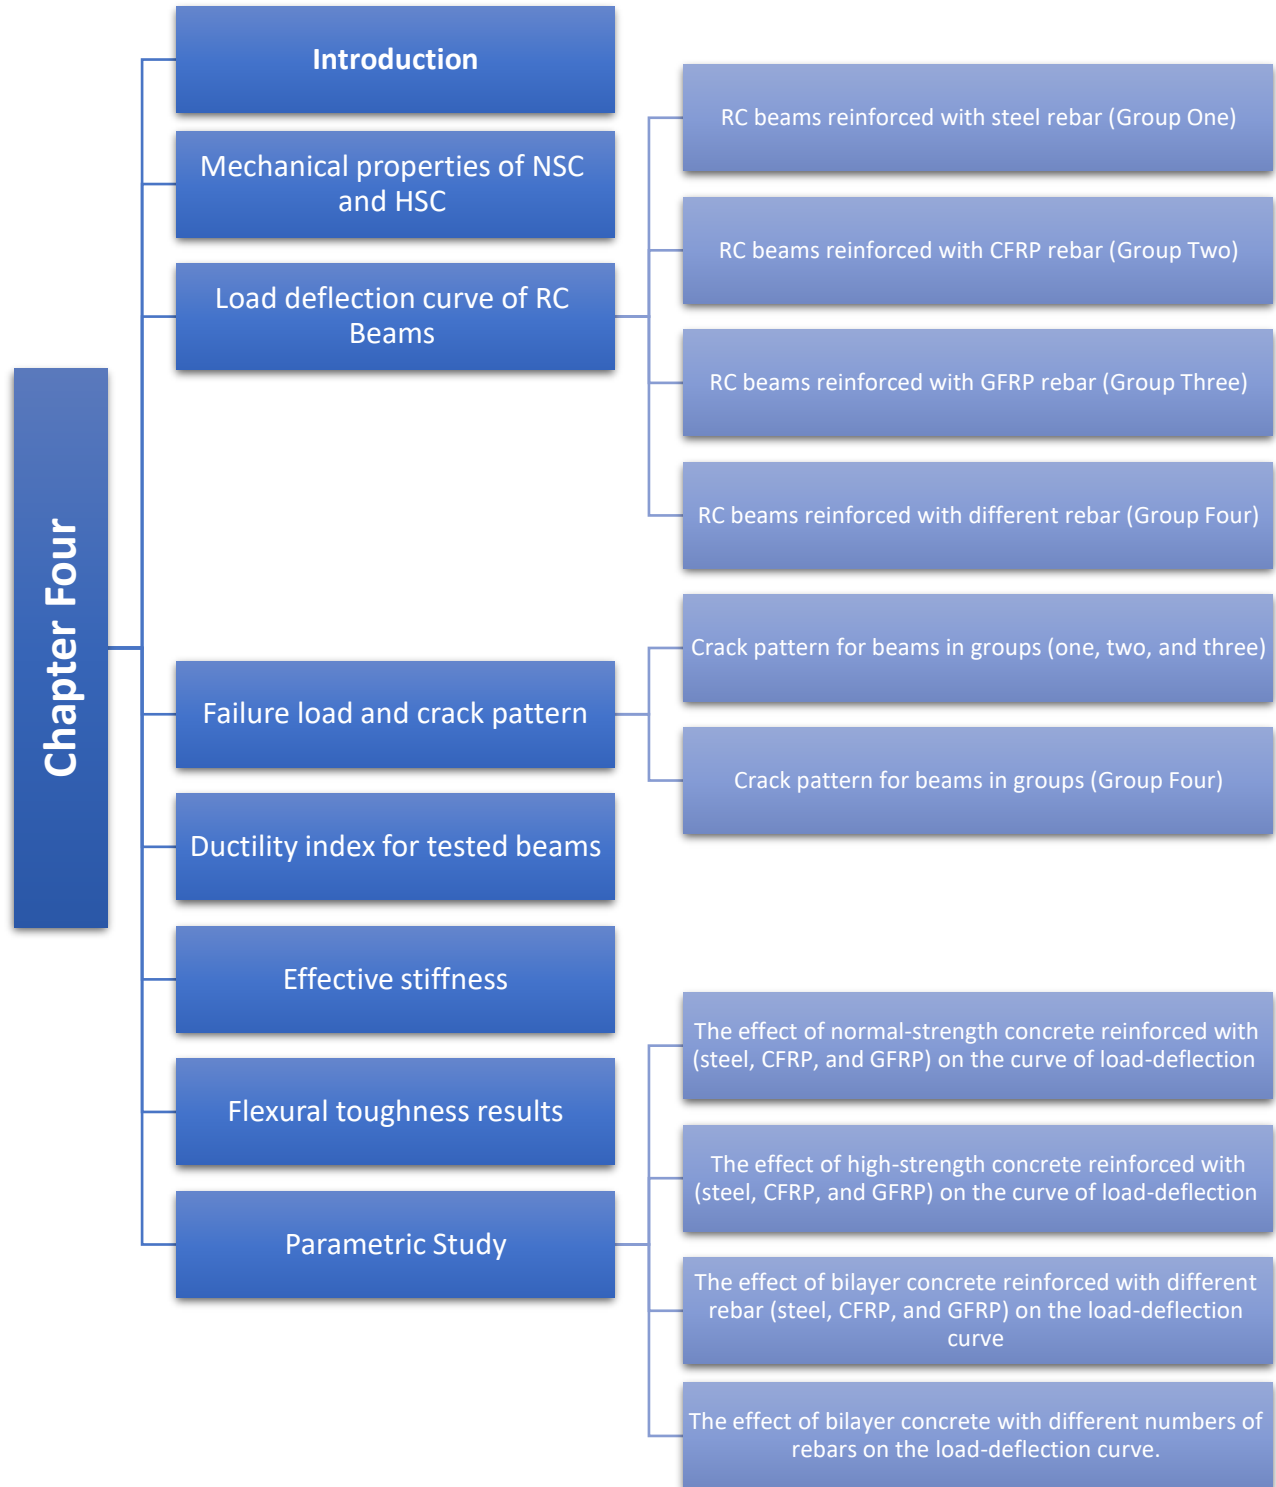 Chapter Four
Introduction
Mechanical properties of NSC
and HSC
Load deflection curve of RC
Beams
RC beams reinforced with steel rebar (Group One)
RC beams reinforced with CFRP rebar (Group Two)
RC beams reinforced with GFRP rebar (Group Three)
RC beams reinforced with different rebar (Group Four)
Failure load and crack pattern
Crack pattern for beams in groups (one, two, and three)
Crack pattern for beams in groups (Group Four)
Ductility index for tested beams
Effective stiffness
Flexural toughness results
Parametric Study
The effect of normal-strength concrete reinforced with
(steel, CFRP, and GFRP) on the curve of load-deflection
The effect of high-strength concrete reinforced with
(steel, CFRP, and GFRP) on the curve of load-deflection
The effect of bilayer concrete reinforced with different
rebar (steel, CFRP, and GFRP) on the load-deflection
curve
The effect of bilayer concrete with different numbers of
rebars on the load-deflection curve.